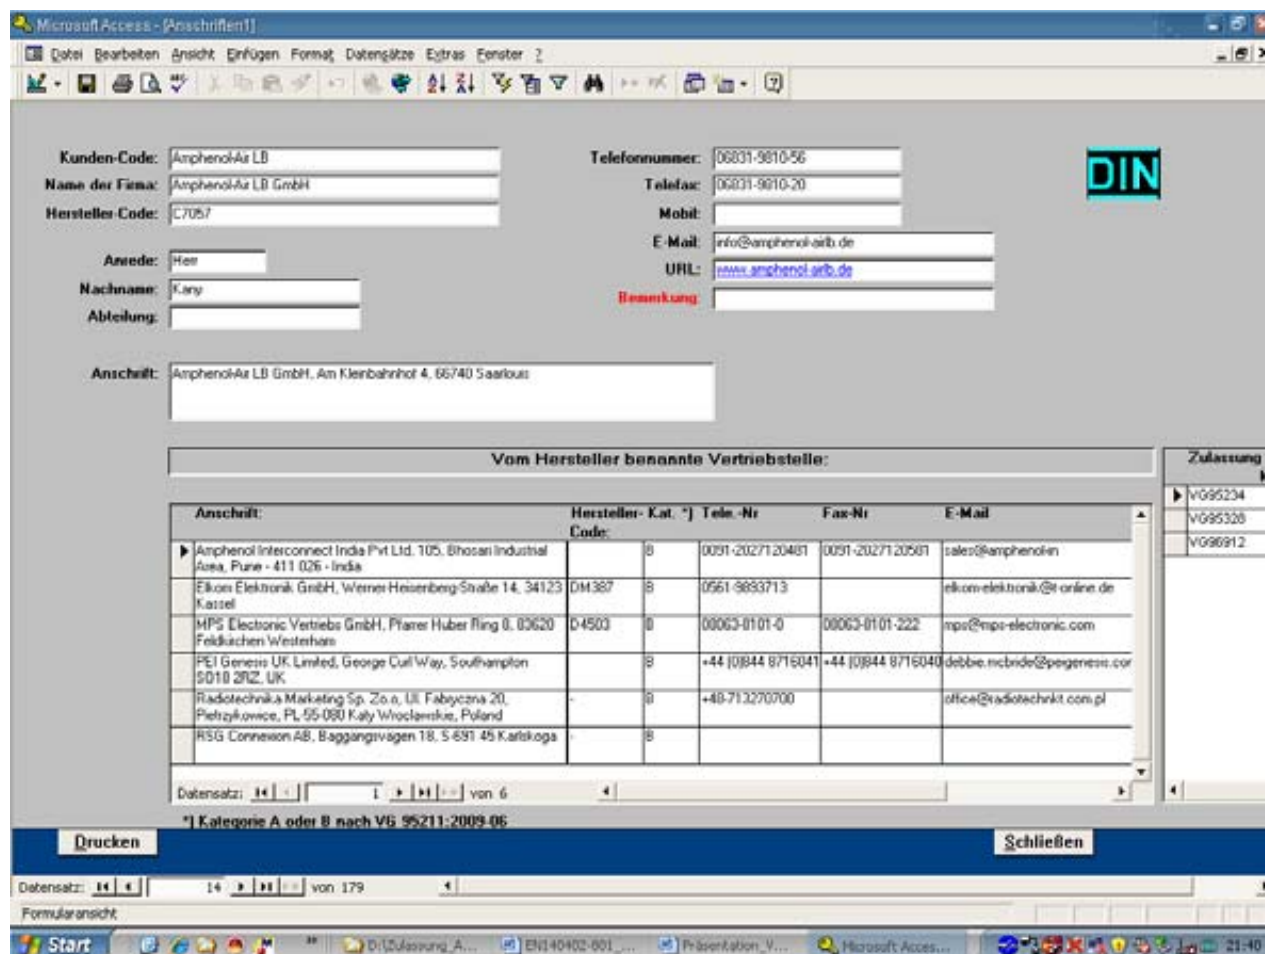 Microsoft Access - [Anschriften1]
Datei Bearbeiten Ansicht Einfügen Format Datensätze Extras Fenster ?
Kunden-Code: Amphenol-Air LB
Name der Firma: Amphenol-Air LB GmbH
Hersteller-Code: C7057
Anrede: Herr
Nachname: Kany
Abteilung:
Telefonnummer: 06831-9810-56
Telefax: 06831-9810-20
Mobil:
E-Mail: info@amphenol-airlb.de
URL: www.amphenol-airlb.de
Bemerkung:
DIN
Anschrift: Amphenol-Air LB GmbH, Am Kleinbahnhof 4, 66740 Saarlouis
Vom Hersteller benannte Vertriebstelle:
Anschrift: Hersteller- Kat. *) Tele.-Nr Fax-Nr E-Mail
Code:
Amphenol Interconnect India Pvt Ltd. 105, Bhosari Industrial B 0091-2027120481 0091-2027120581
Area, Pune - 411 026 - India
Elkom Elektronik GmbH, Werner-Heisenberg-Straße 14, 34123 DM387 B 0561-9893713 elkom-elektronik@t-online.de
Kassel
MPS Electronic Vertriebs GmbH, Pfarrer Huber Ring 8, 83620 D4503 B 08063-8101-0 08063-8101-222 mps@mps-electronic.com
Feldkirchen Westerham
PEI Genesis UK Limited, George Curl Way, Southampton B +44 (0)844 8716041 +44 (0)844 8716040 debbie.mcbride@peigenesis.com
SO18 2RZ, UK
Radiotechnika Marketing Sp. Zo.o, Ul. Fabryczna 20, - B +48-713270700 office@radiotechnkt.com.pl
Pietrzykowice, PL-55-080 Katy Wroclawskie, Poland
RSG Connexion AB, Baggangsvägen 18, S-691 45 Karlskoga - B
Datensatz: 1 von 6
Zulassung
VG95234
VG95328
VG96912
*) Kategorie A oder B nach VG 95211:2009-06
Drucken
Schließen
Datensatz: 14 von 179
Formularansicht
Start D:\Zulassung_A... EN140402-801_... Präsentation_V... Microsoft Acces... 21:40